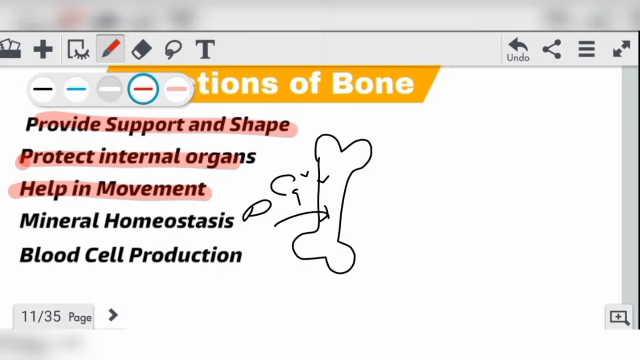 Undo
tions of Bone
Provide Support and Shape
Protect internal organs
Help in Movement
Mineral Homeostasis
Blood Cell Production
11/35 Page